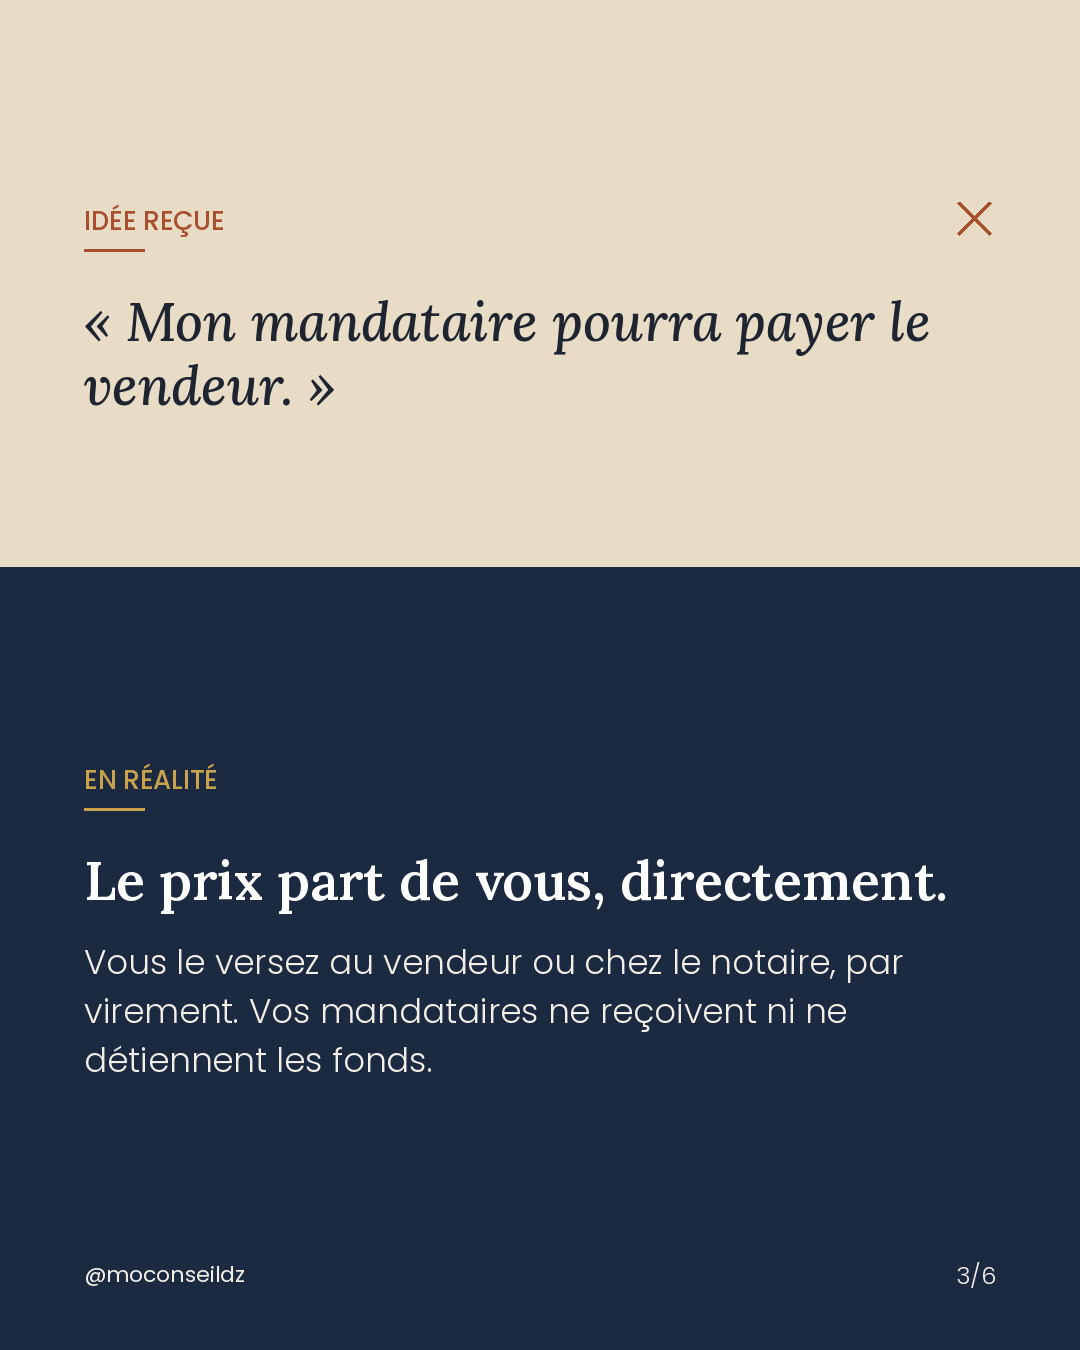 IDÉE REÇUE
« Mon mandataire pourra payer le
vendeur. »
EN RÉALITÉ
Le prix part de vous, directement.
Vous le versez au vendeur ou chez le notaire, par
virement. Vos mandataires ne reçoivent ni ne
détiennent les fonds.
@moconseildz
3/6